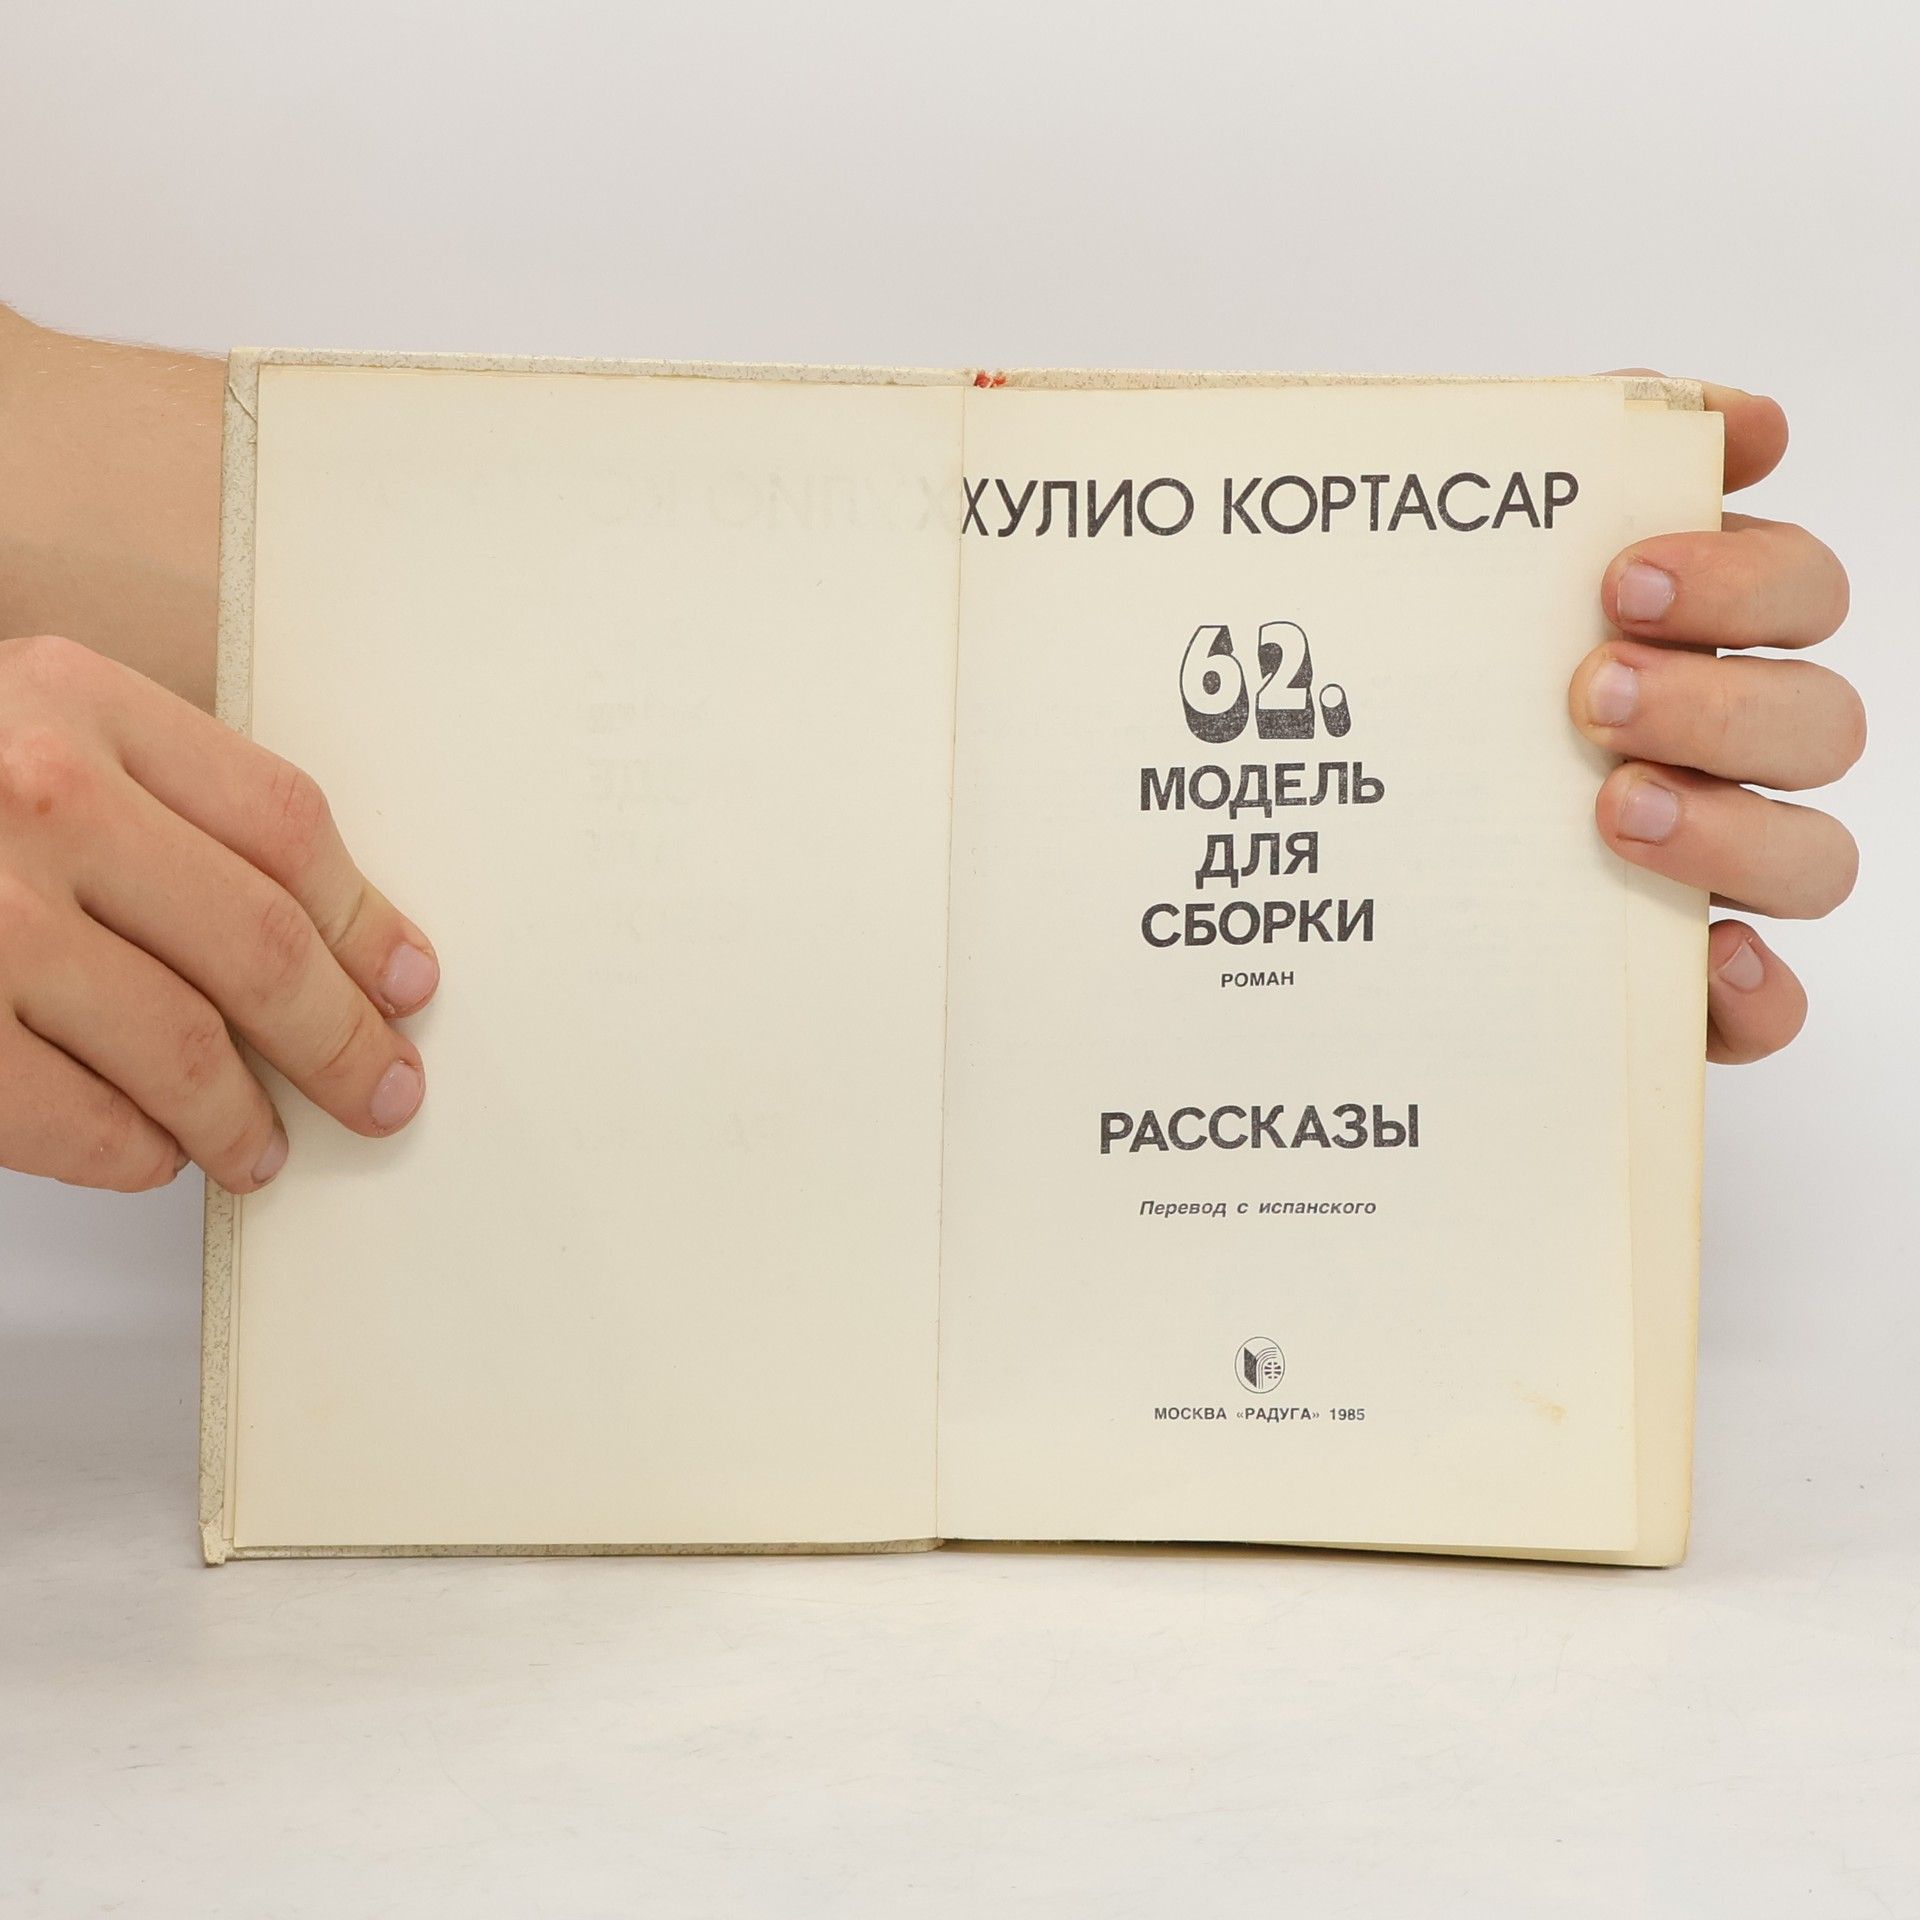 ХУЛИО КОРТАСАР
62.
МОДЕЛЬ
ДЛЯ
СБОРКИ
РОМАН
РАССКАЗЫ
Перевод с испанского
МОСКВА «РАДУГА» 1985